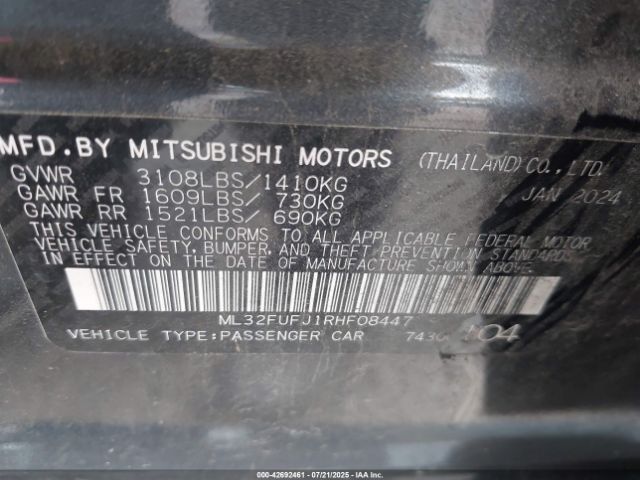 MFD.BY MITSUBISHI MOTORS (THAILAND) CO., LTD.
GVWR 3108LBS/1410KG JAN 2024
GAWR FR 1609LBS/ 730KG
GAWR RR 1521LBS/ 690KG
THIS VEHICLE CONFORMS TO ALL APPLICABLE FEDERAL MOTOR
VEHICLE SAFETY, BUMPER, AND THEFT PREVENTION STANDARDS
IN EFFECT ON THE DATE OF MANUFACTURE SHOWN ABOVE.
ML32FUFJ1RHF08447
VEHICLE TYPE:PASSENGER CAR
00-42692461 | 07/21/2025 - IAA, Inc.